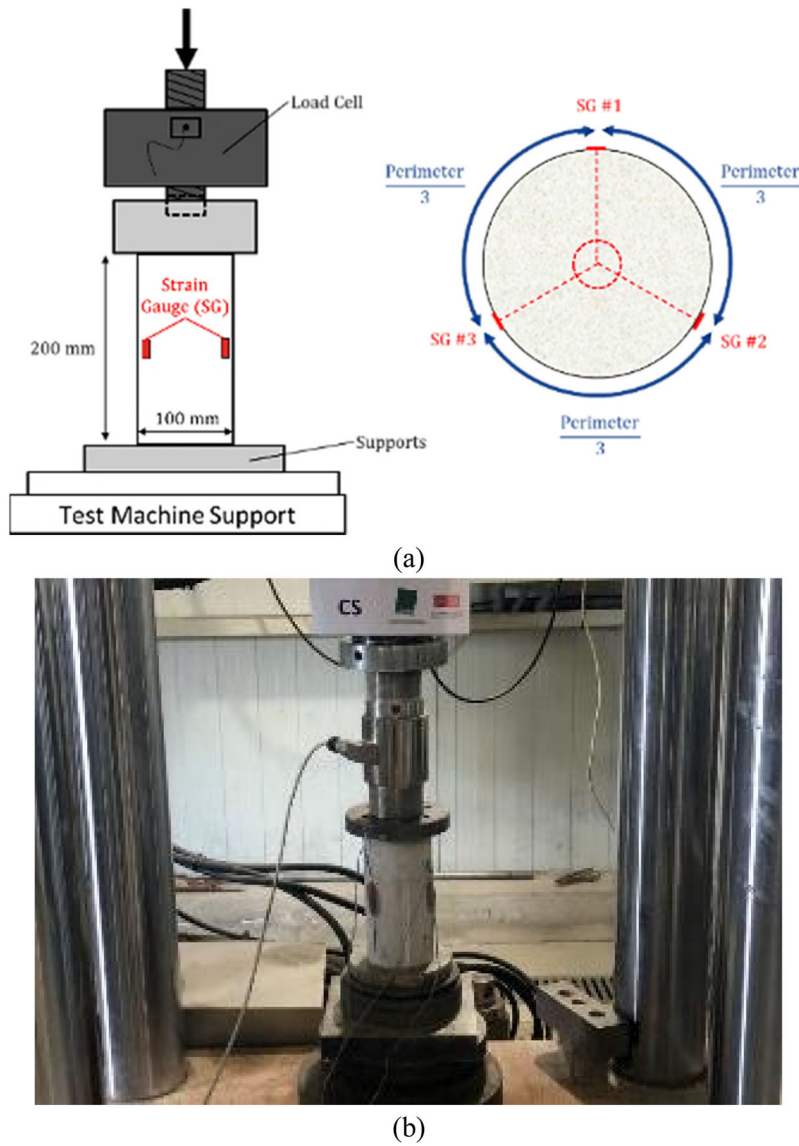 Load Cell
Strain
Gauge (SG)
200 mm
100 mm
Supports
Test Machine Support
SG #1
Perimeter
3
Perimeter
3
SG #3
SG #2
Perimeter
3
(a)
CS
(b)